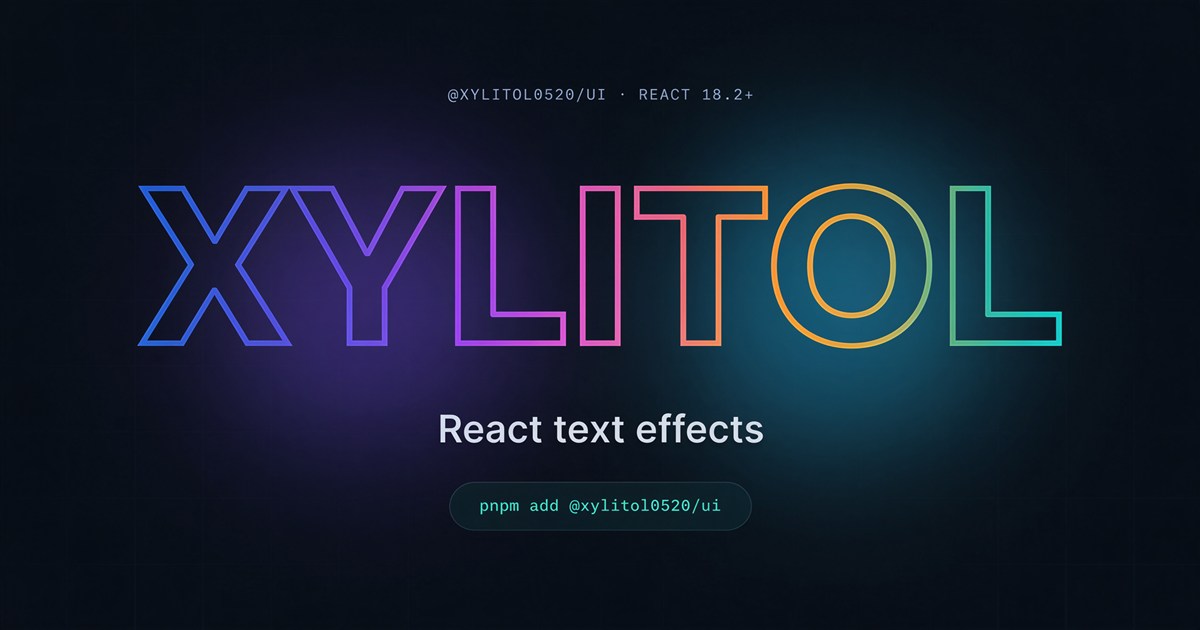 @XYLITOL0520/UI · REACT 18.2+
XYLITOL
React text effects
pnpm add @xylitol0520/ui